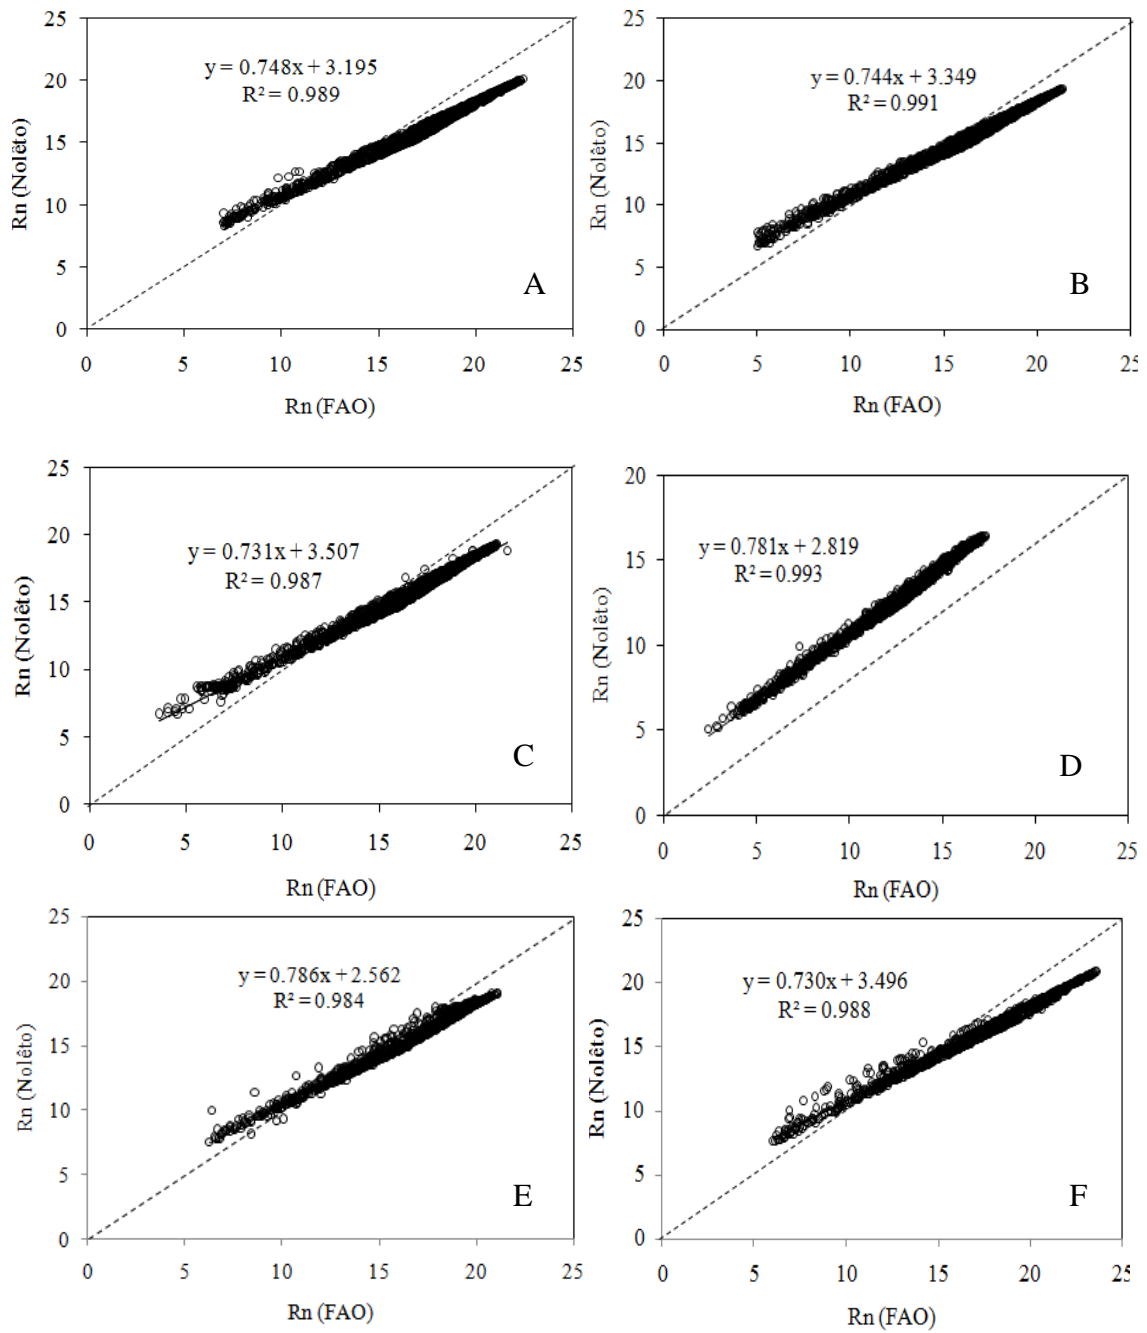 25
20
15
10
5
0
Rn (Nolêto)
y = 0.748x + 3.195
R² = 0.989
A
0 5 10 15 20 25
Rn (FAO)
25
20
15
10
5
0
Rn (Nolêto)
y = 0.744x + 3.349
R² = 0.991
B
0 5 10 15 20 25
Rn (FAO)
25
20
15
10
5
0
Rn (Nolêto)
y = 0.731x + 3.507
R² = 0.987
C
0 5 10 15 20 25
Rn (FAO)
20
15
10
5
0
Rn (Nolêto)
y = 0.781x + 2.819
R² = 0.993
D
0 5 10 15 20 25
Rn (FAO)
25
20
15
10
5
0
Rn (Nolêto)
y = 0.786x + 2.562
R² = 0.984
E
0 5 10 15 20 25
Rn (FAO)
25
20
15
10
5
0
Rn (Nolêto)
y = 0.730x + 3.496
R² = 0.988
F
0 5 10 15 20 25
Rn (FAO)